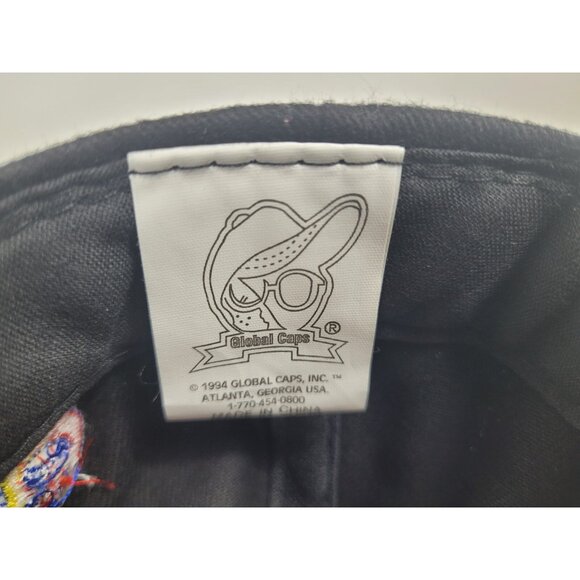 Global Caps ®
© 1994 GLOBAL CAPS, INC. ™
ATLANTA, GEORGIA USA.
1-770-454-0800
MADE IN CHINA